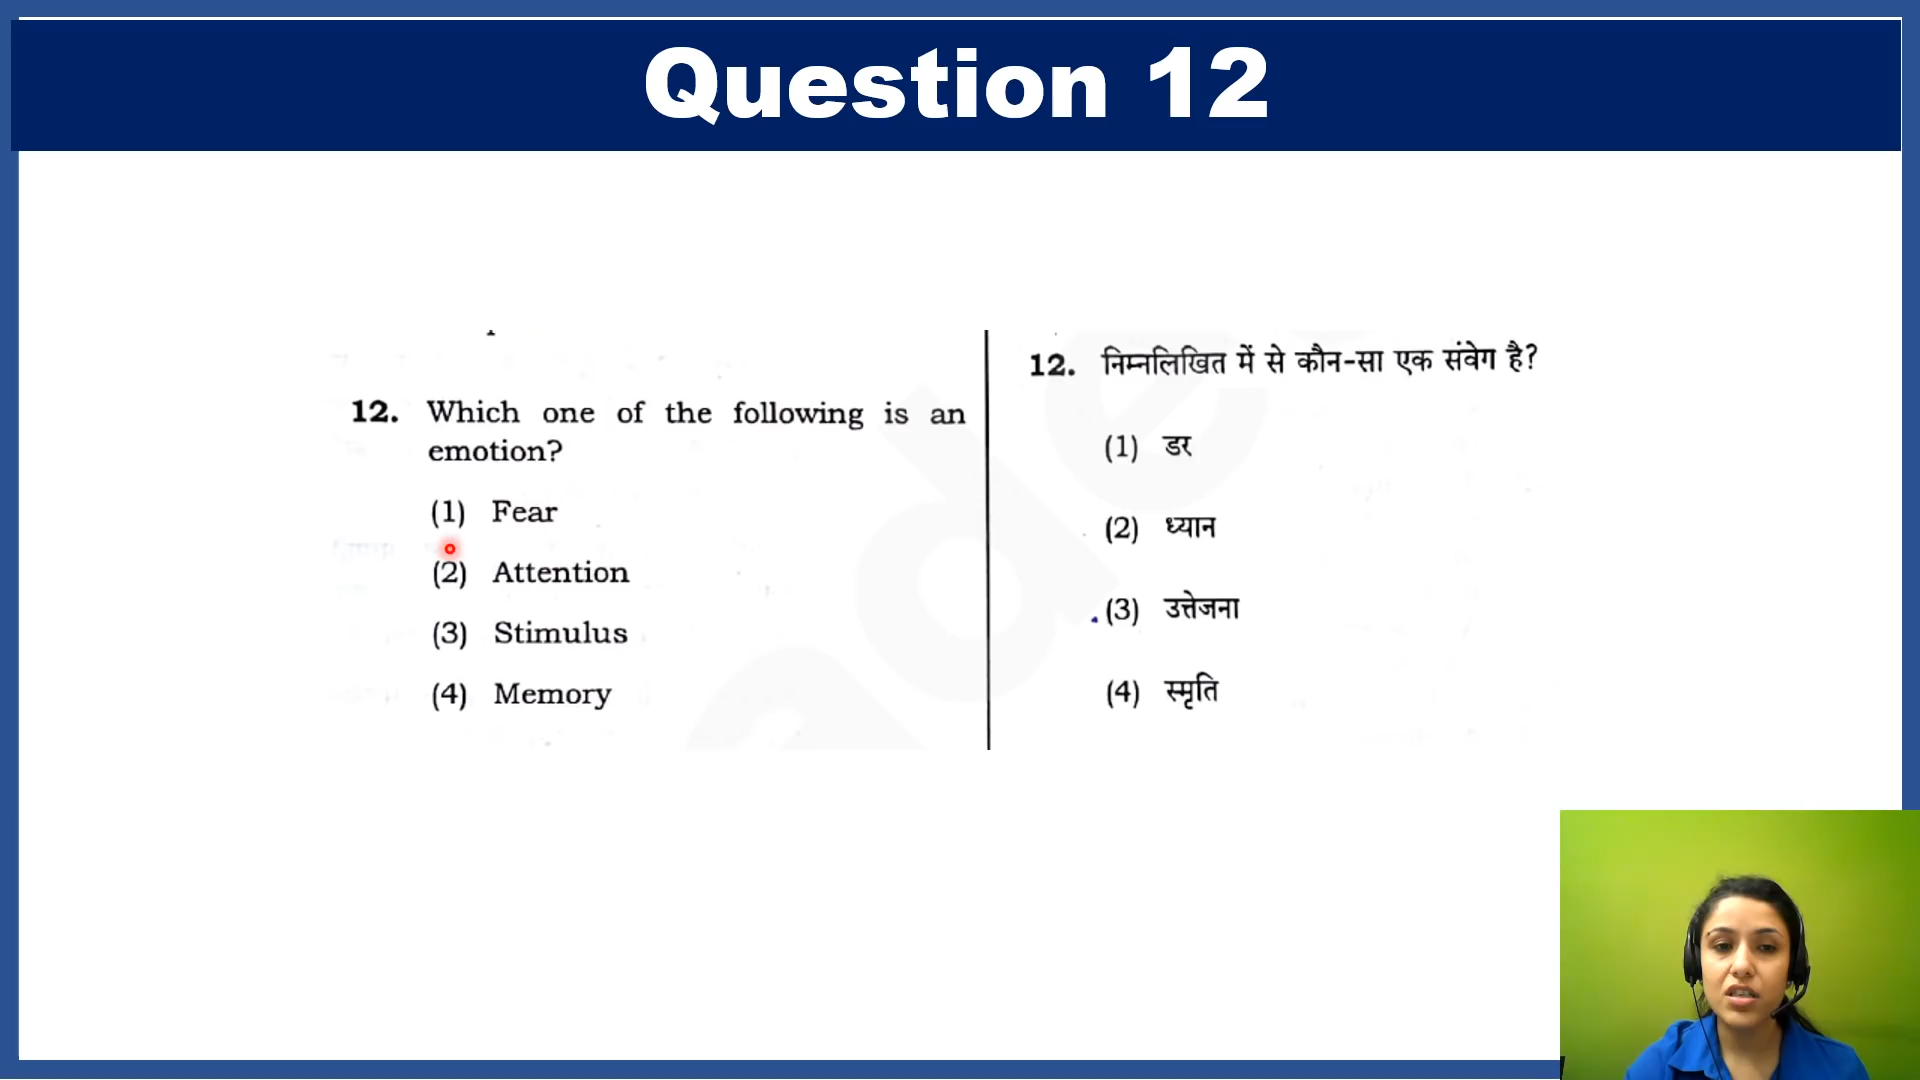 Question 12
12. Which one of the following is an
emotion?
(1) Fear
(2) Attention
(3) Stimulus
(4) Memory
12. निम्नलिखित में से कौन-सा एक संवेग है?
(1) डर
(2) ध्यान
(3) उत्तेजना
(4) स्मृति